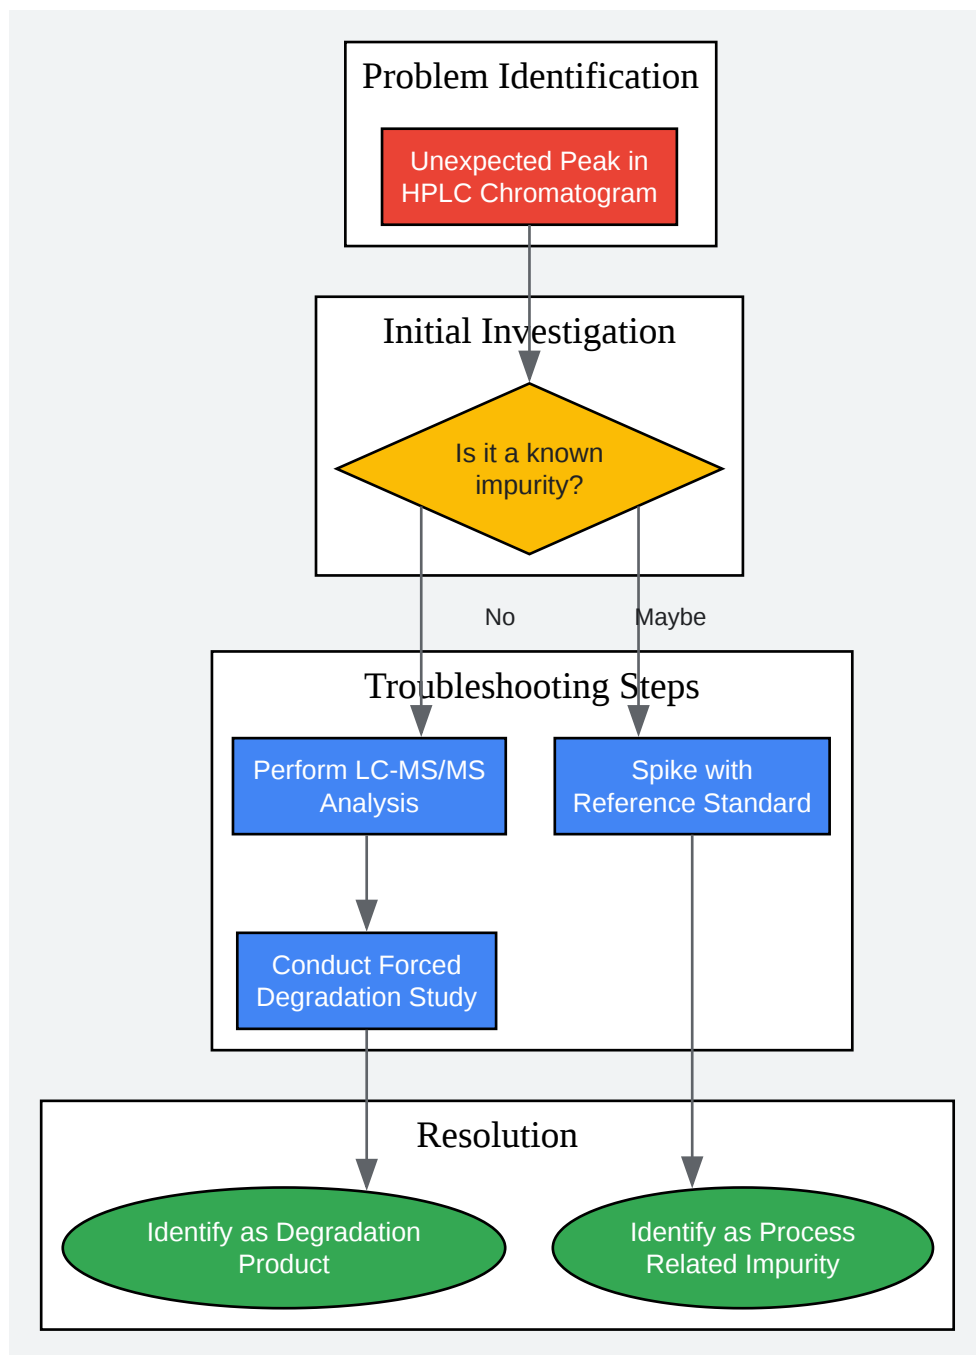 Problem Identification
Unexpected Peak in
HPLC Chromatogram
Initial Investigation
Is it a known
impurity?
No
Maybe
Troubleshooting Steps
Perform LC-MS/MS
Analysis
Spike with
Reference Standard
Conduct Forced
Degradation Study
Resolution
Identify as Degradation
Product
Identify as Process
Related Impurity